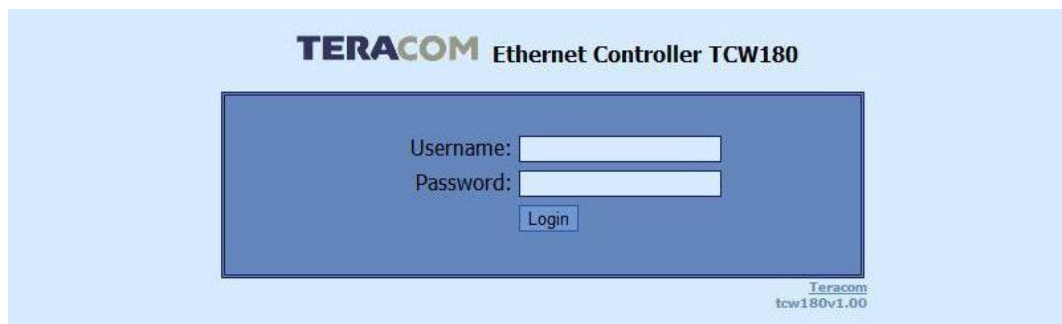 TERACOM Ethernet Controller TCW180
Username:
Password:
Login
Teracom
tcw180v1.00